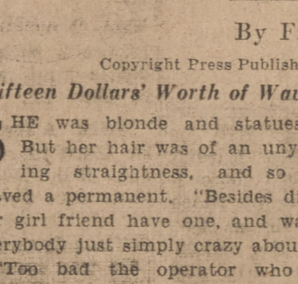 By F
Copyright Press Publish
ifteen Dollars' Worth of Wav
HE was blonde and statues
But her hair was of an uny
ing straightness, and so
ved a permanent. "Besides di
r girl friend have one, and wa
erybody just simply crazy abou
"Too bad the operator who